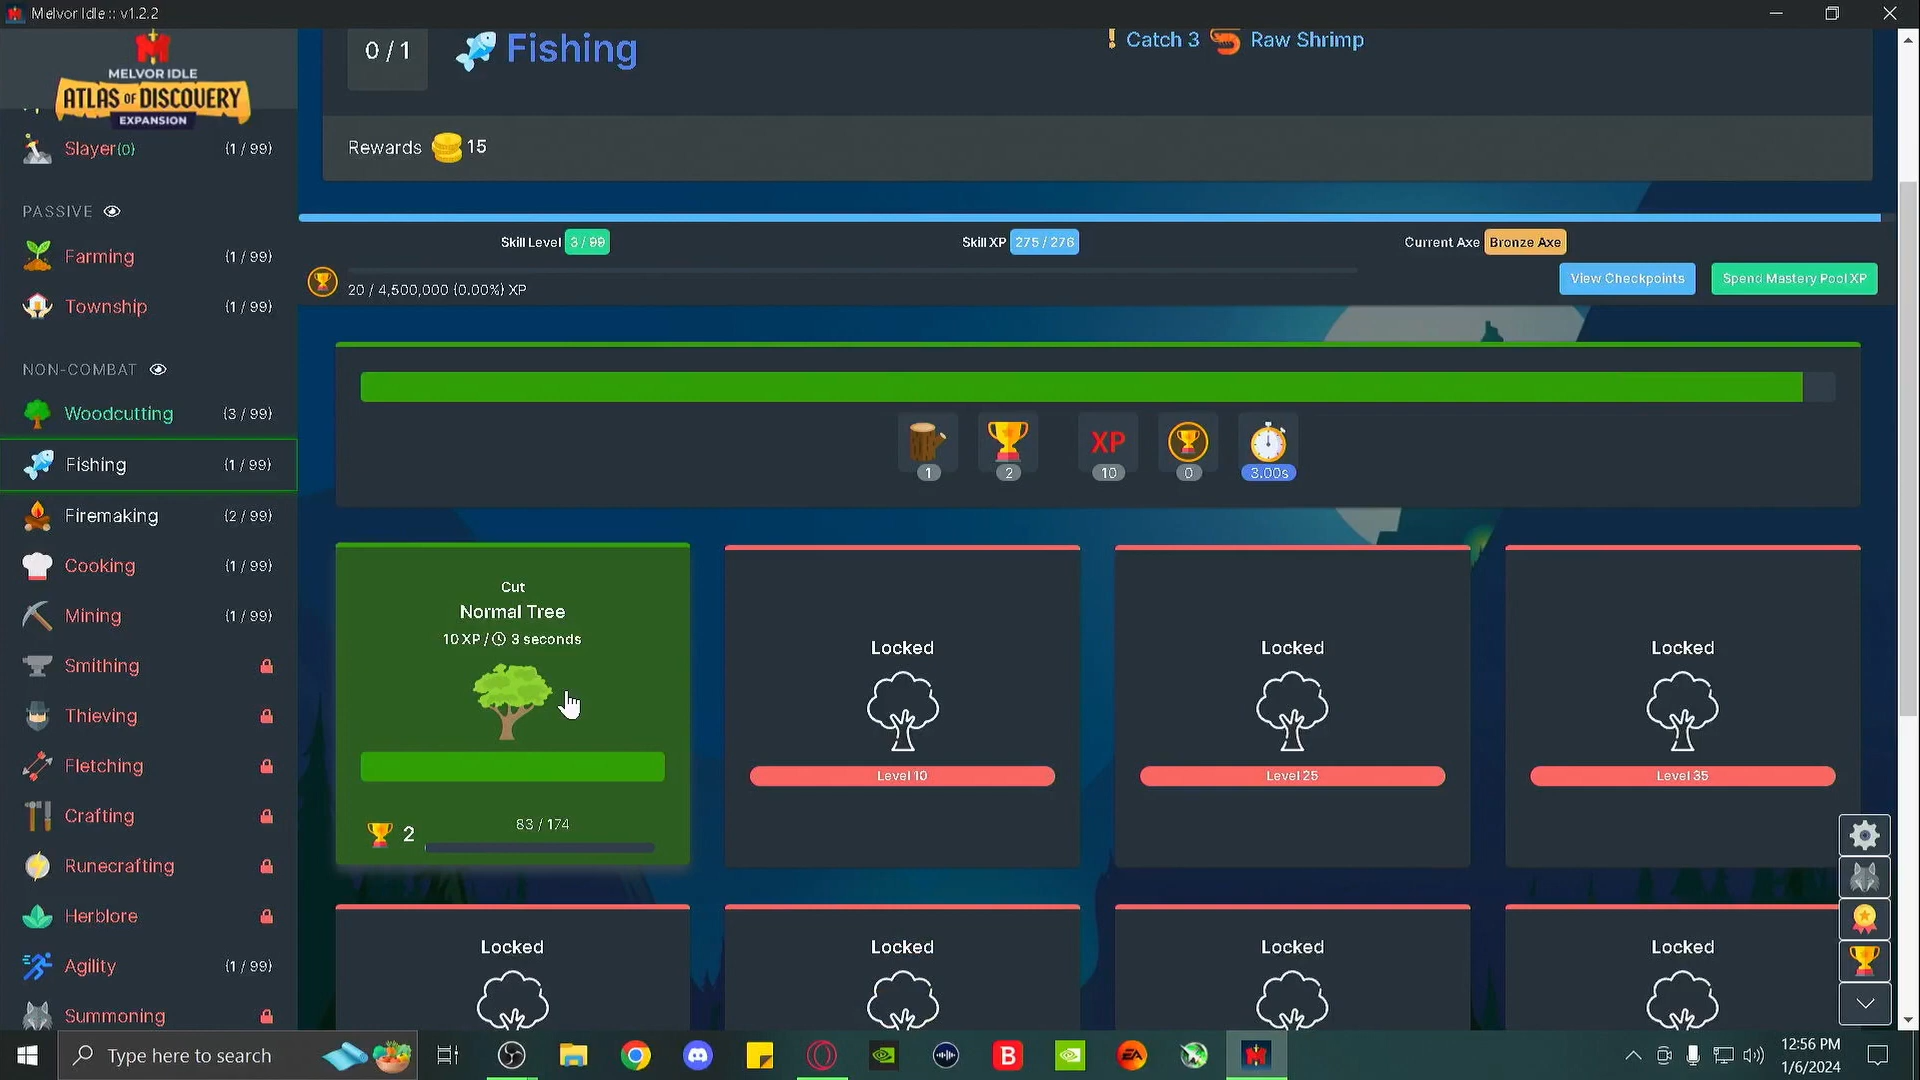 Melvor Idle :: v1.2.2
MELVOR IDLE
ATLAS OF DISCOVERY
EXPANSION
Slayer(0) (1 / 99)
PASSIVE
Farming (1 / 99)
Township (1 / 99)
NON-COMBAT
Woodcutting (3 / 99)
Fishing (1 / 99)
Firemaking (2 / 99)
Cooking (1 / 99)
Mining (1 / 99)
Smithing
Thieving
Fletching
Crafting
Runecrafting
Herblore
Agility (1 / 99)
Summoning
0 / 1 Fishing Catch 3 Raw Shrimp
Rewards 15
Skill Level 3 / 99 Skill XP 275 / 276 Current Axe Bronze Axe
20 / 4,500,000 (0.00%) XP View Checkpoints Spend Mastery Pool XP
XP
1 2 10 0 3.00s
Cut
Normal Tree
10 XP / 3 seconds
2 83 / 174
Locked
Level 10
Locked
Level 25
Locked
Level 35
Locked
Locked
Locked
Locked
Type here to search
B
EA
12:56 PM
1/6/2024